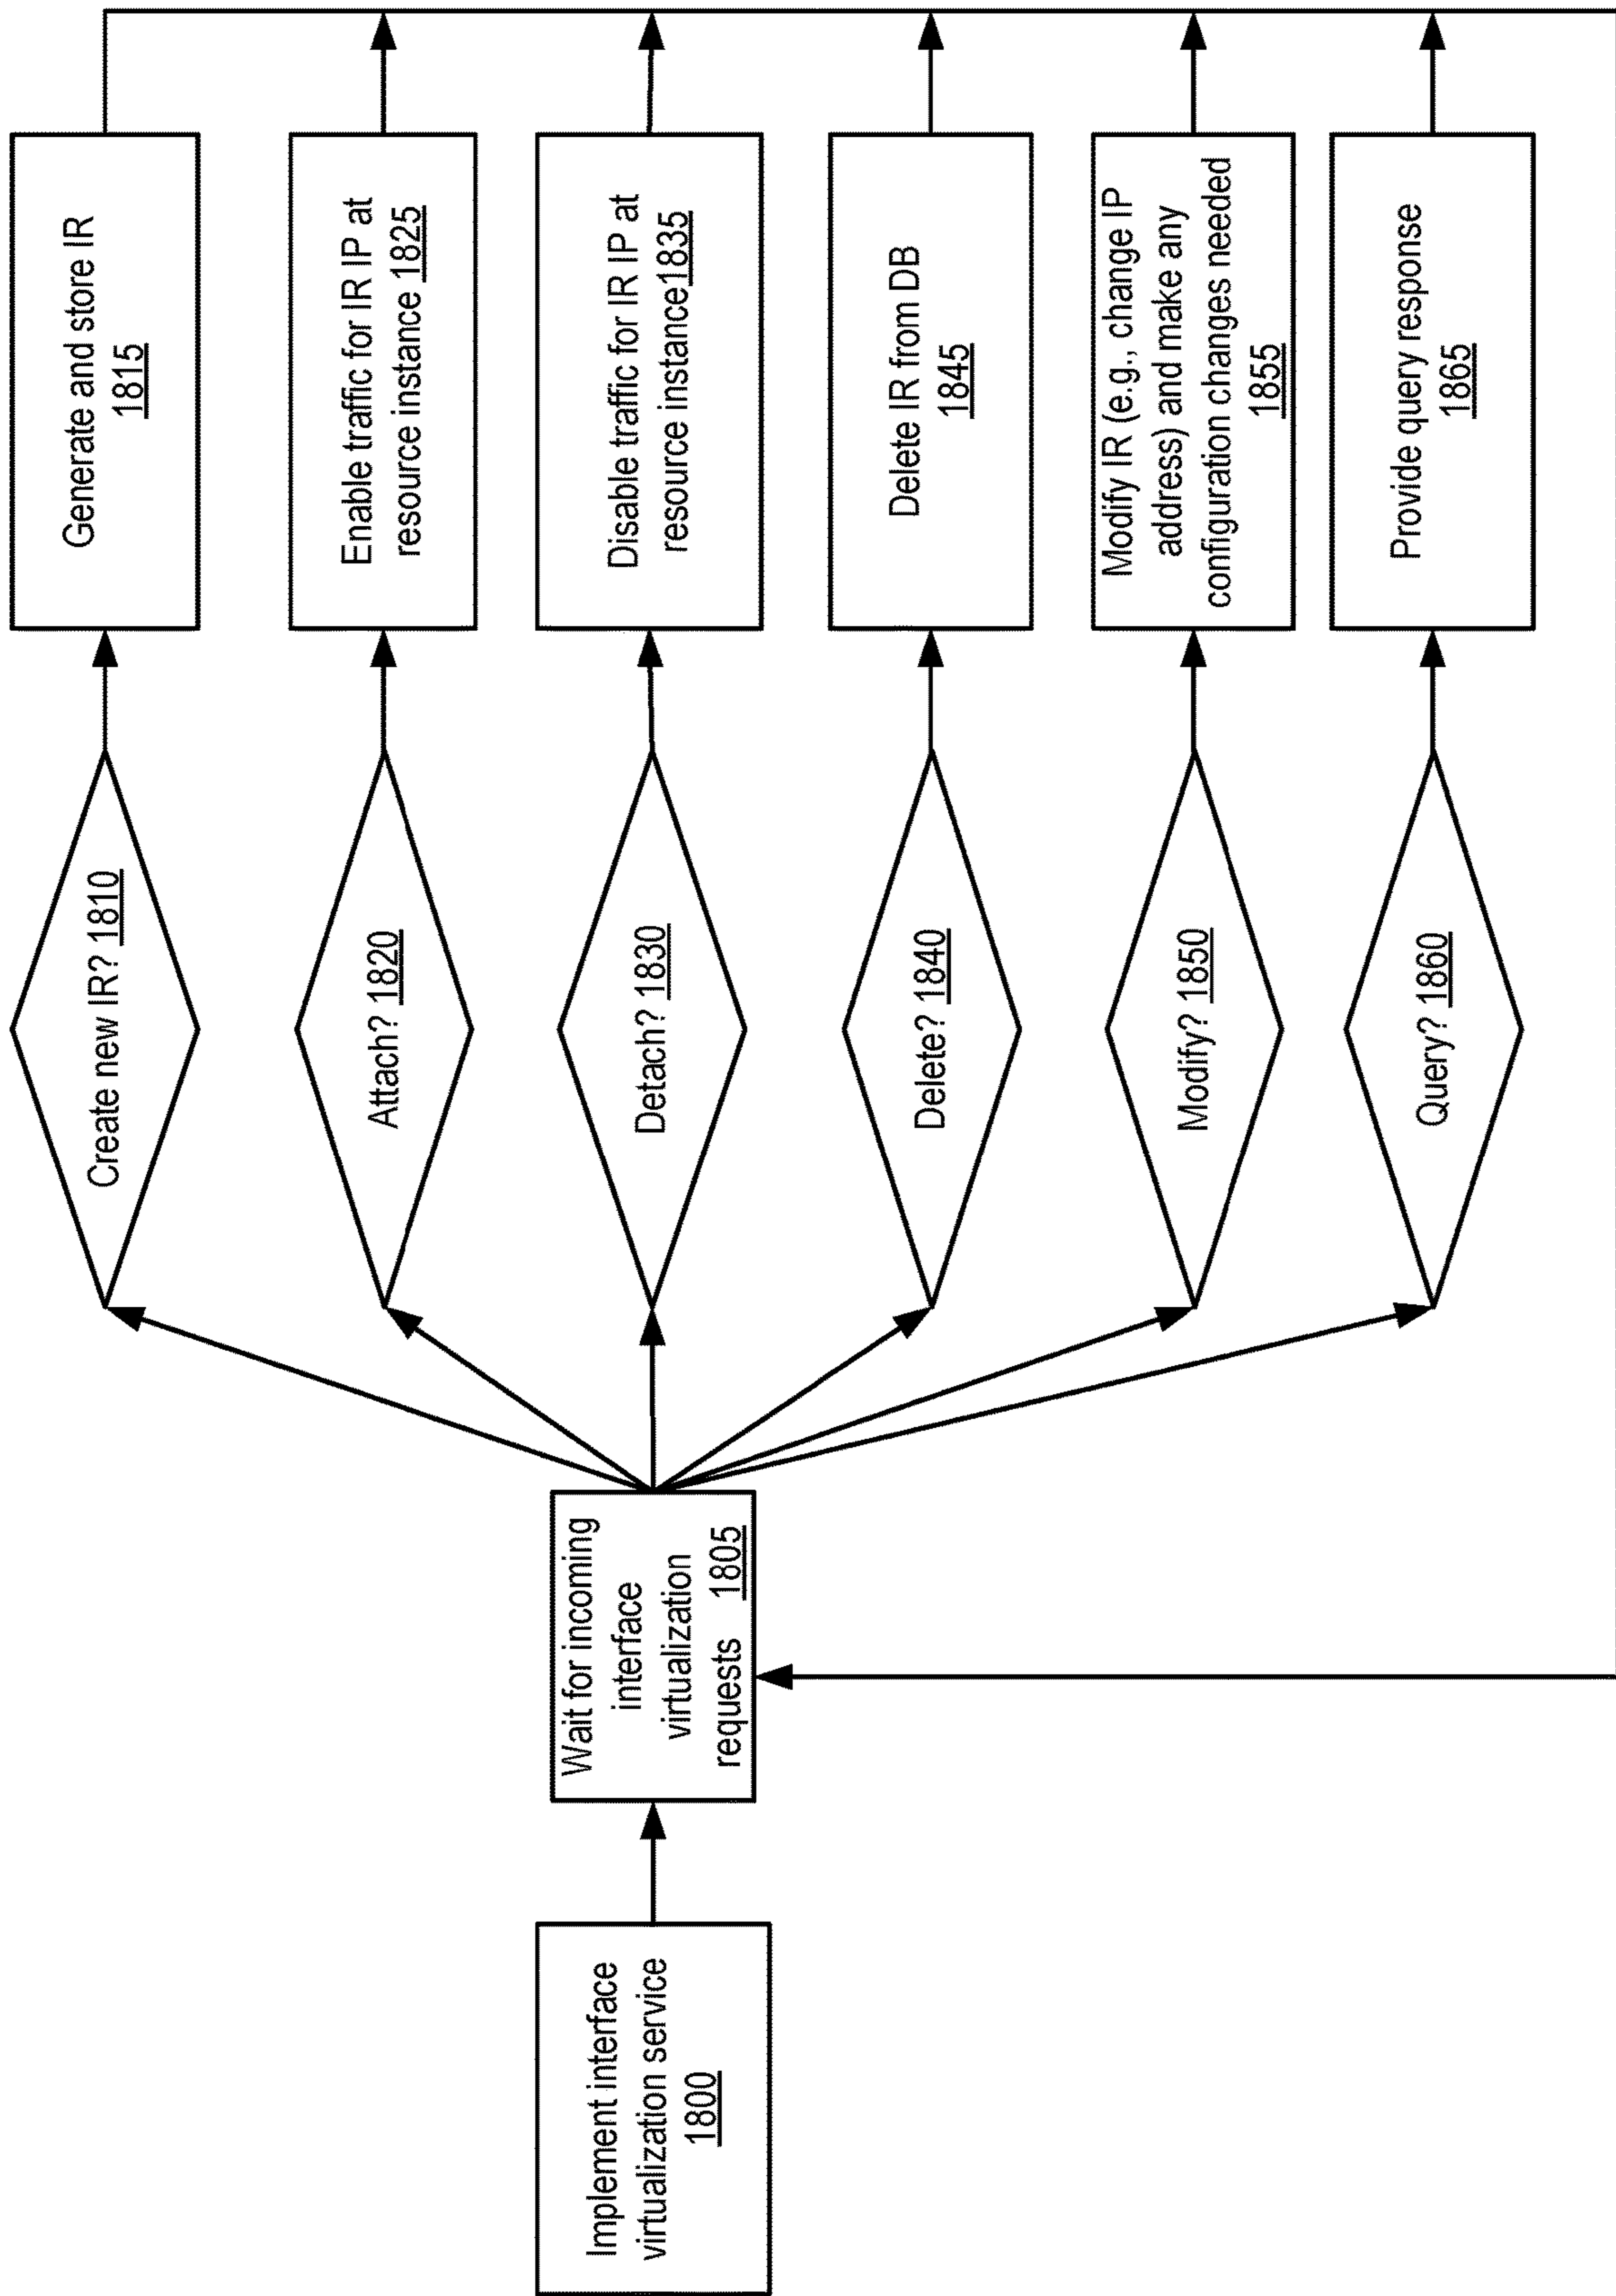 Implement interface
virtualization service
1800
Wait for incoming
interface
virtualization
requests 1805
Create new IR? 1810
Generate and store IR
1815
Attach? 1820
Enable traffic for IR IP at
resource instance 1825
Detach? 1830
Disable traffic for IR IP at
resource instance1835
Delete? 1840
Delete IR from DB
1845
Modify? 1850
Modify IR (e.g., change IP
address) and make any
configuration changes needed
1855
Query? 1860
Provide query response
1865